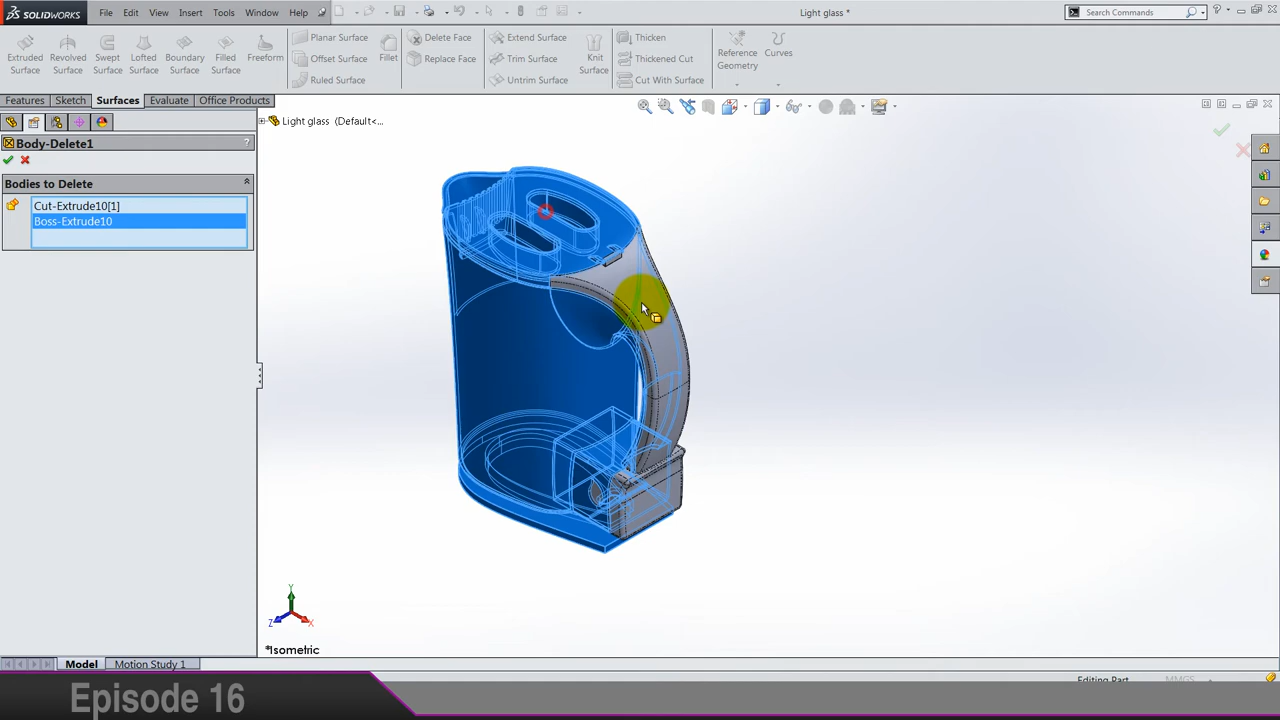 SOLIDWORKS
File Edit View Insert Tools Window Help
Light glass *
Search Commands
Extruded Surface
Revolved Surface
Swept Surface
Lofted Surface
Boundary Surface
Filled Surface
Freeform
Planar Surface
Offset Surface
Ruled Surface
Fillet
Delete Face
Replace Face
Extend Surface
Trim Surface
Untrim Surface
Knit Surface
Thicken
Thickened Cut
Cut With Surface
Reference Geometry
Curves
Features Sketch Surfaces Evaluate Office Products
Light glass (Default<...
Body-Delete1
?
Bodies to Delete
Cut-Extrude10[1]
Boss-Extrude10
Y
Z
X
*Isometric
Model Motion Study 1
Editing Part MMGS
Episode 16